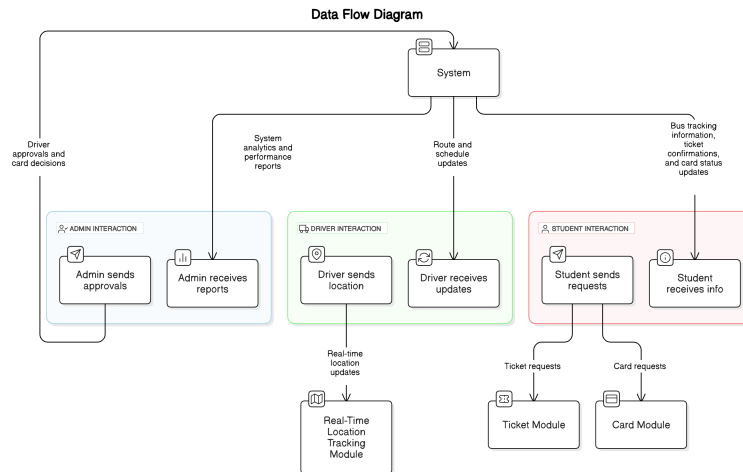 Data Flow Diagram
System
Driver
approvals and
card decisions
System
analytics and
performance
reports
Route and
schedule
updates
Bus tracking
information,
ticket
confirmations,
and card status
updates
ADMIN INTERACTION
Admin sends
approvals
Admin receives
reports
DRIVER INTERACTION
Driver sends
location
Driver receives
updates
STUDENT INTERACTION
Student sends
requests
Student
receives info
Real-time
location
updates
Ticket requests
Card requests
Real-Time
Location
Tracking
Module
Ticket Module
Card Module